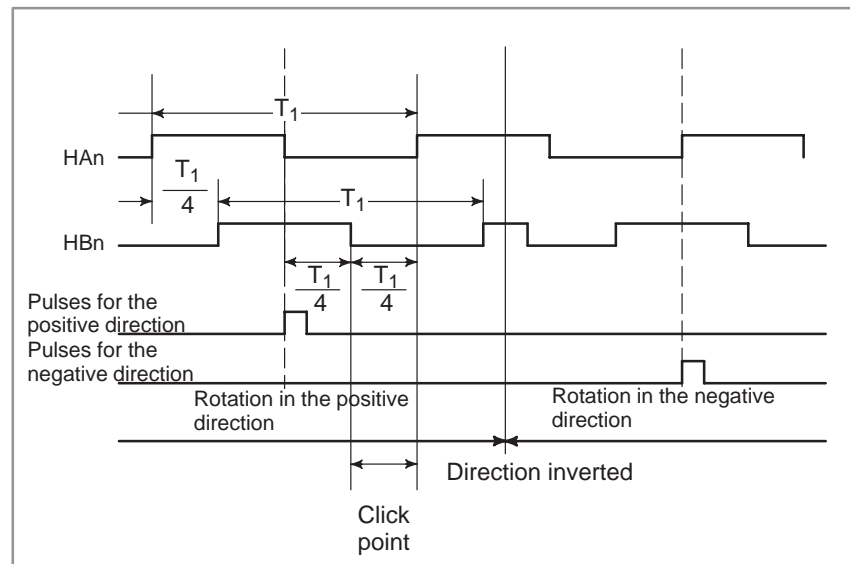 T1
HAn
T1
4
T1
HBn
T1
4
T1
4
Pulses for the
positive direction
Pulses for the
negative direction
Rotation in the positive
direction
Rotation in the negative
direction
Direction inverted
Click
point